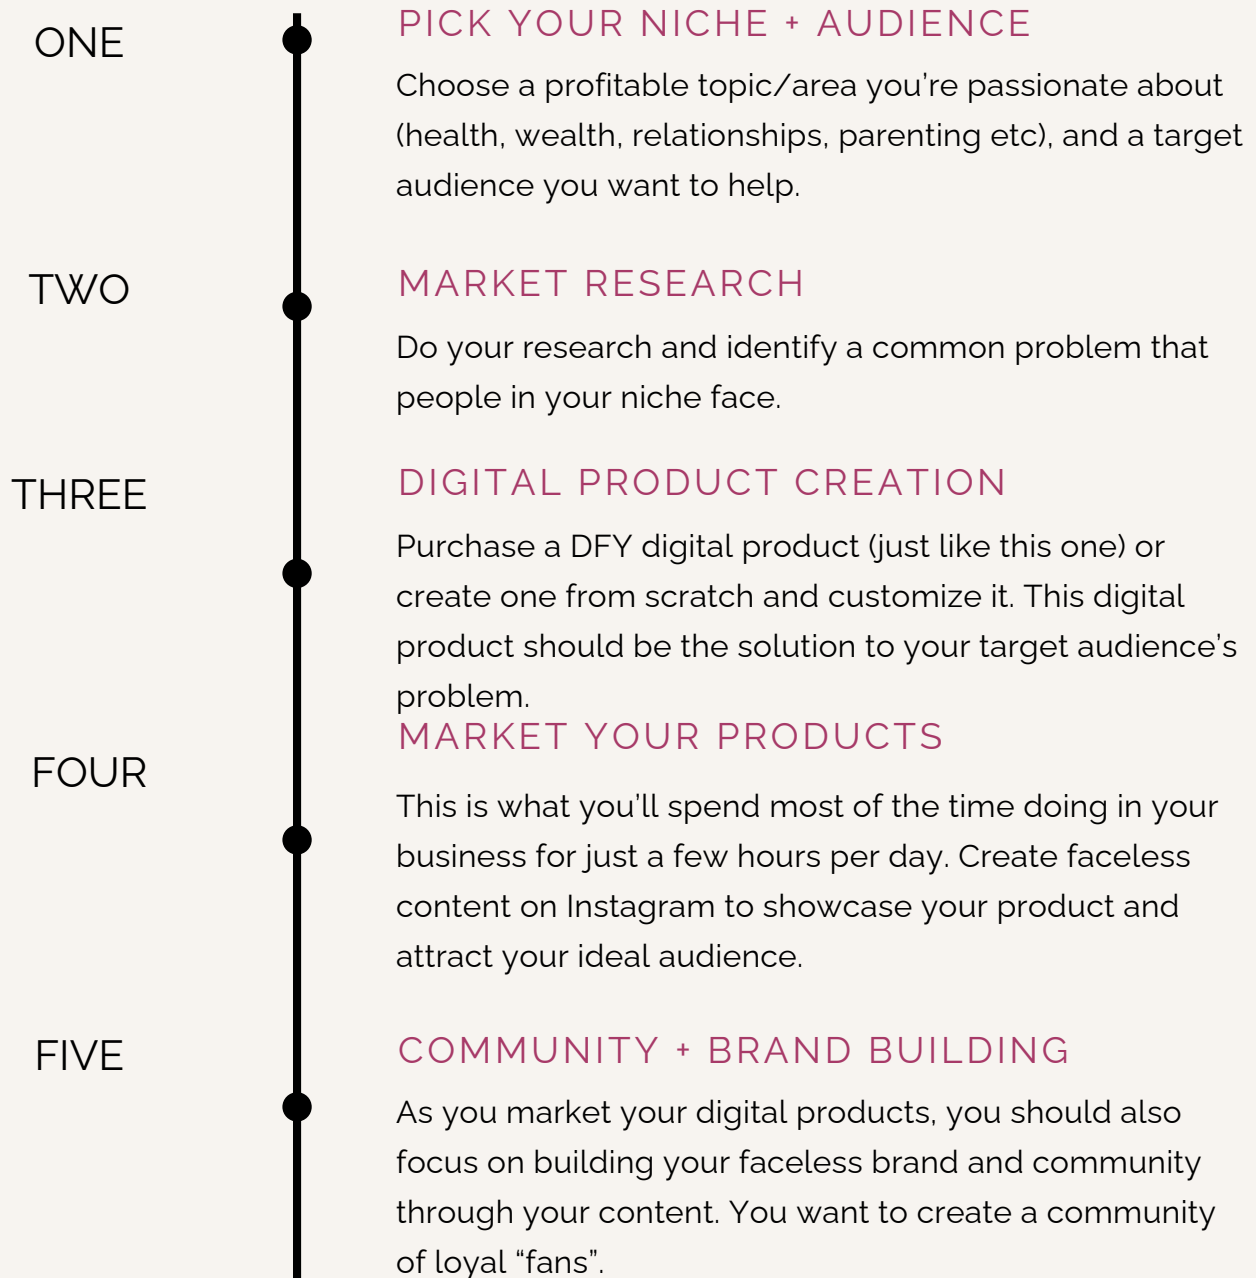 ONE
PICK YOUR NICHE + AUDIENCE
Choose a profitable topic/area you’re passionate about
(health, wealth, relationships, parenting etc), and a target
audience you want to help.
TWO
MARKET RESEARCH
Do your research and identify a common problem that
people in your niche face.
THREE
DIGITAL PRODUCT CREATION
Purchase a DFY digital product (just like this one) or
create one from scratch and customize it. This digital
product should be the solution to your target audience’s
problem.
FOUR
MARKET YOUR PRODUCTS
This is what you’ll spend most of the time doing in your
business for just a few hours per day. Create faceless
content on Instagram to showcase your product and
attract your ideal audience.
FIVE
COMMUNITY + BRAND BUILDING
As you market your digital products, you should also
focus on building your faceless brand and community
through your content. You want to create a community
of loyal “fans”.